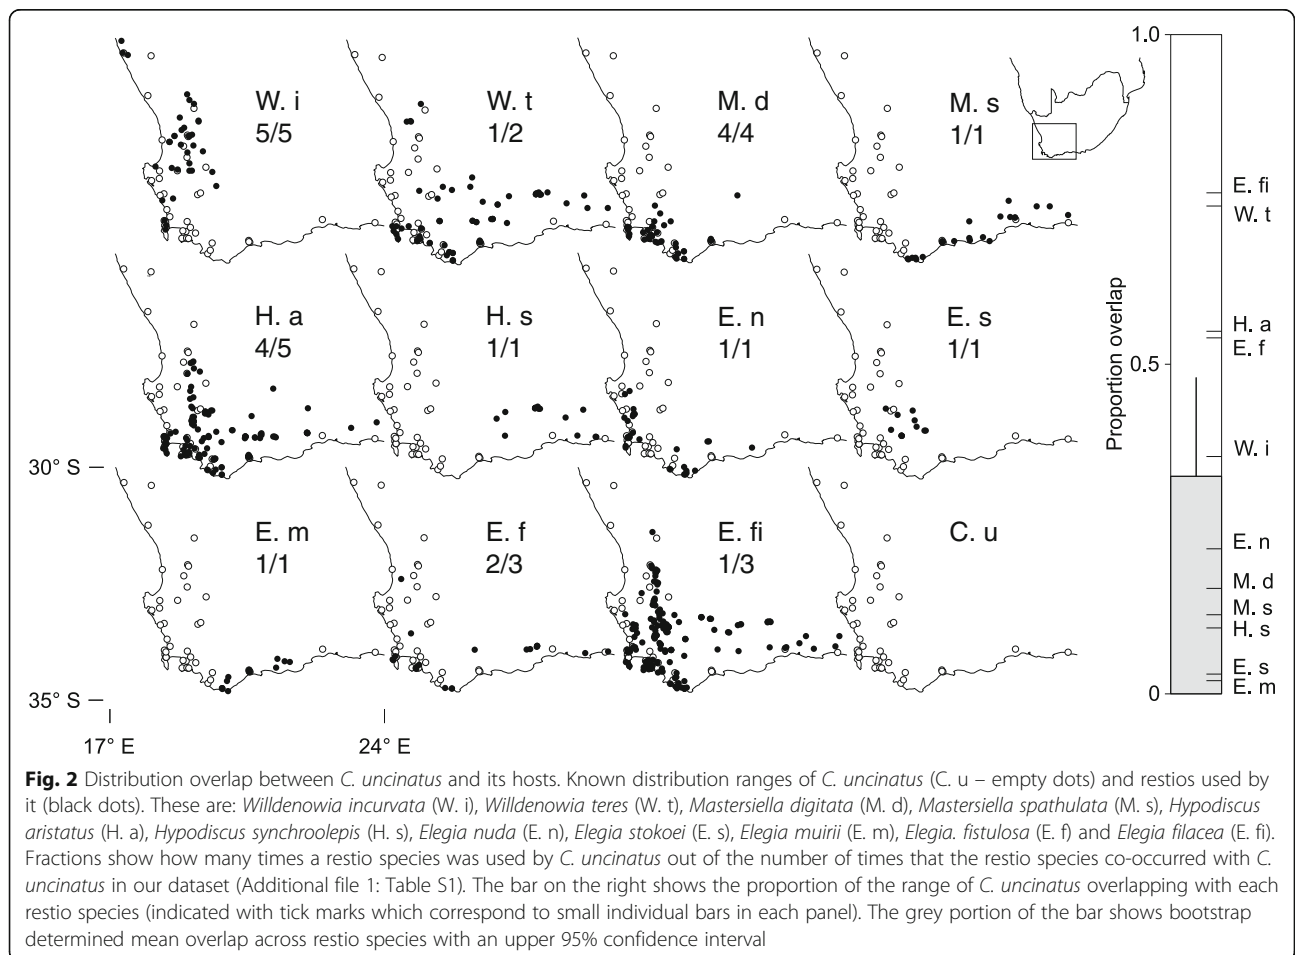 1.0
W. i
5/5
W. t
1/2
M. d
4/4
M. s
1/1
E. fi
W. t
H. a
4/5
H. s
1/1
E. n
1/1
E. s
1/1
H. a
E. f
0.5
Proportion overlap
W. i
30° S
E. m
1/1
E. f
2/3
E. fi
1/3
C. u
E. n
M. d
M. s
H. s
E. s
E. m
0
35° S
17° E
24° E
Fig. 2 Distribution overlap between C. uncinatus and its hosts. Known distribution ranges of C. uncinatus (C. u – empty dots) and restios used by
it (black dots). These are: Willdenowia incurvata (W. i), Willdenowia teres (W. t), Mastersiella digitata (M. d), Mastersiella spathulata (M. s), Hypodiscus
aristatus (H. a), Hypodiscus synchroolepis (H. s), Elegia nuda (E. n), Elegia stokoei (E. s), Elegia muirii (E. m), Elegia. fistulosa (E. f) and Elegia filacea (E. fi).
Fractions show how many times a restio species was used by C. uncinatus out of the number of times that the restio species co-occurred with C.
uncinatus in our dataset (Additional file 1: Table S1). The bar on the right shows the proportion of the range of C. uncinatus overlapping with each
restio species (indicated with tick marks which correspond to small individual bars in each panel). The grey portion of the bar shows bootstrap
determined mean overlap across restio species with an upper 95% confidence interval